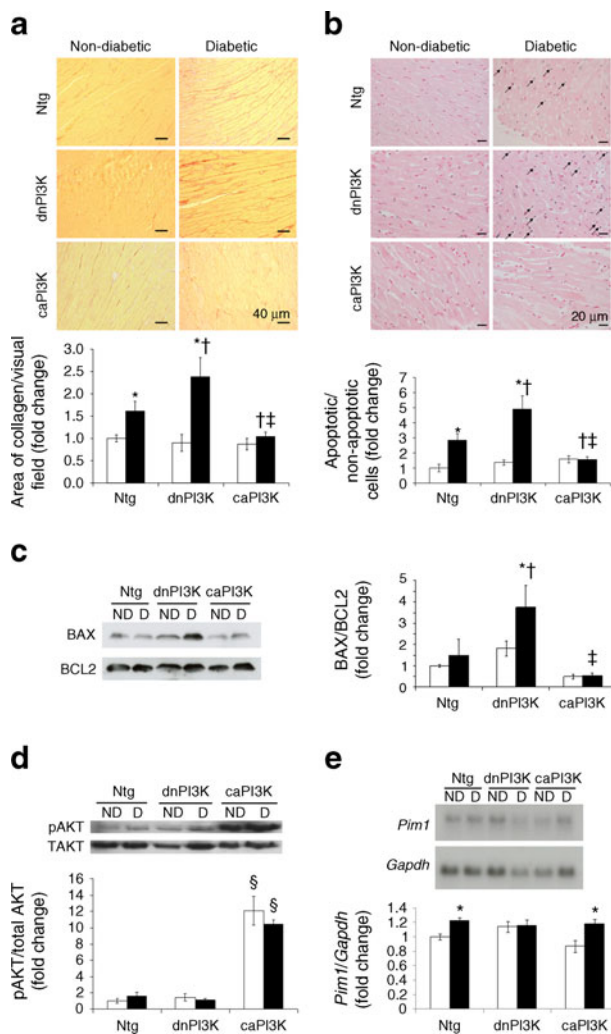 a
Non-diabetic Diabetic
Ntg
dnPI3K
caPI3K
40 μm
Area of collagen/visual
field (fold change)
3.0
2.5
2.0
1.5
1.0
0.5
0.0
*
*†
†‡
Ntg dnPI3K caPI3K
b
Non-diabetic Diabetic
Ntg
dnPI3K
caPI3K
20 μm
Apoptotic/
non-apoptotic
cells (fold change)
7
6
5
4
3
2
1
0
*
*†
†‡
Ntg dnPI3K caPI3K
c
Ntg dnPI3K caPI3K
ND D ND D ND D
BAX
BCL2
BAX/BCL2
(fold change)
5
4
3
2
1
0
*†
‡
Ntg dnPI3K caPI3K
d
Ntg dnPI3K caPI3K
ND D ND D ND D
pAKT
TAKT
pAKT/total AKT
(fold change)
16
14
12
10
8
6
4
2
0
§
§
Ntg dnPI3K caPI3K
e
Ntg dnPI3K caPI3K
ND D ND D ND D
Pim1
Gapdh
Pim1/Gapdh
(fold change)
1.4
1.2
1
0.8
0.6
0.4
0.2
0
*
*
Ntg dnPI3K caPI3K